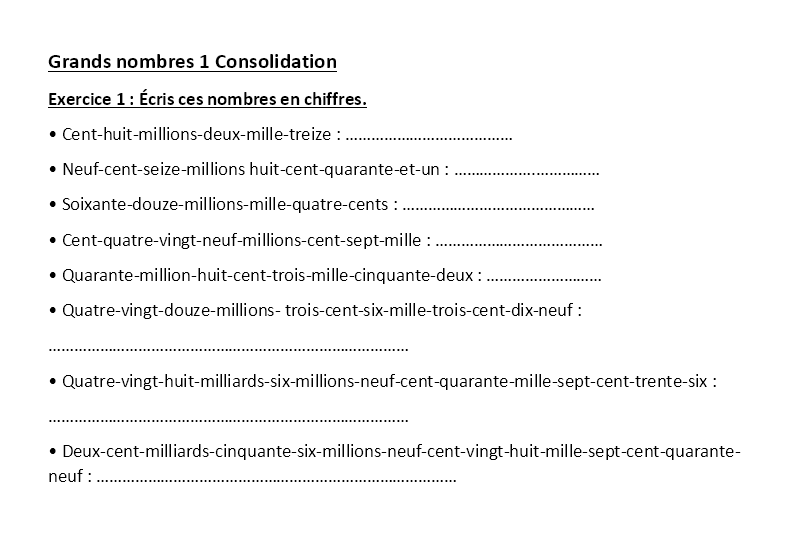 Grands nombres 1 Consolidation
Exercice 1 : Écris ces nombres en chiffres.
• Cent-huit-millions-deux-mille-treize : …………………………………
• Neuf-cent-seize-millions huit-cent-quarante-et-un : ……………………………
• Soixante-douze-millions-mille-quatre-cents : ………………………………………
• Cent-quatre-vingt-neuf-millions-cent-sept-mille : …………………………………
• Quarante-million-huit-cent-trois-mille-cinquante-deux : ………………………
• Quatre-vingt-douze-millions- trois-cent-six-mille-trois-cent-dix-neuf :
…………………………………………………………………………
• Quatre-vingt-huit-milliards-six-millions-neuf-cent-quarante-mille-sept-cent-trente-six :
…………………………………………………………………………
• Deux-cent-milliards-cinquante-six-millions-neuf-cent-vingt-huit-mille-sept-cent-quarante-
neuf : …………………………………………………………………………